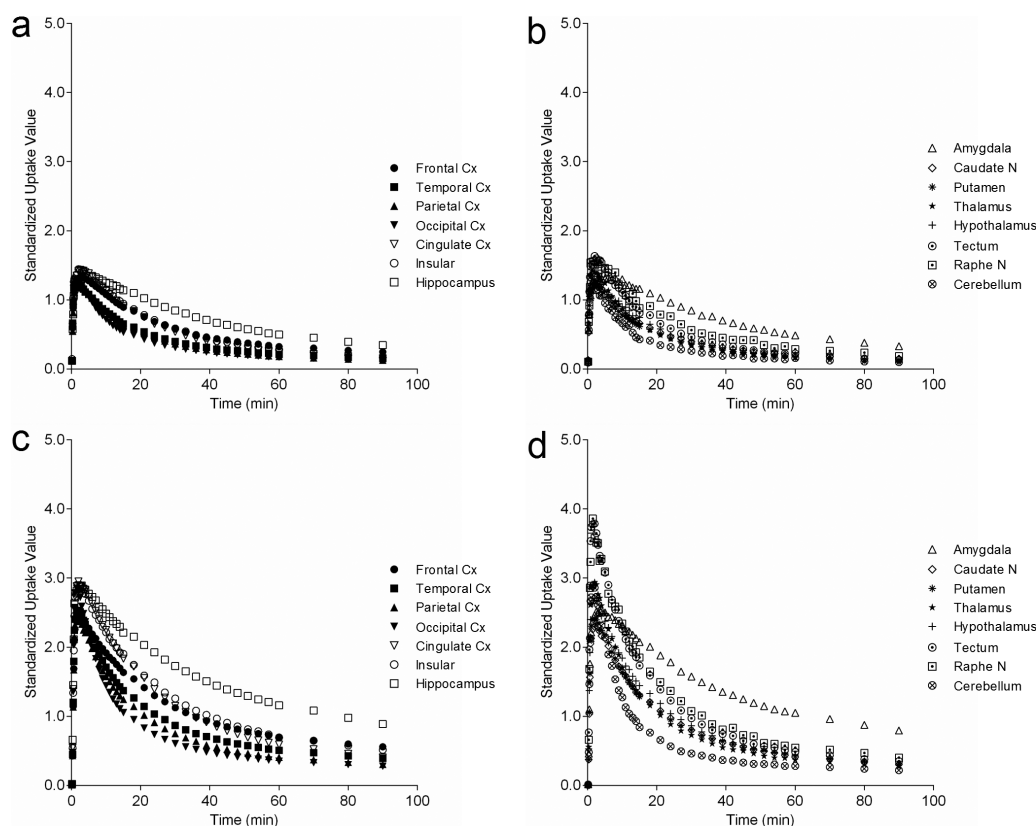 a
5.0
4.0
3.0
2.0
1.0
0.0
0
20
40
60
80
100
Standardized Uptake Value
Time (min)
Frontal Cx
Temporal Cx
Parietal Cx
Occipital Cx
Cingulate Cx
Insular
Hippocampus
b
5.0
4.0
3.0
2.0
1.0
0.0
0
20
40
60
80
100
Standardized Uptake Value
Time (min)
Amygdala
Caudate N
Putamen
Thalamus
Hypothalamus
Tectum
Raphe N
Cerebellum
c
5.0
4.0
3.0
2.0
1.0
0.0
0
20
40
60
80
100
Standardized Uptake Value
Time (min)
Frontal Cx
Temporal Cx
Parietal Cx
Occipital Cx
Cingulate Cx
Insular
Hippocampus
d
5.0
4.0
3.0
2.0
1.0
0.0
0
20
40
60
80
100
Standardized Uptake Value
Time (min)
Amygdala
Caudate N
Putamen
Thalamus
Hypothalamus
Tectum
Raphe N
Cerebellum